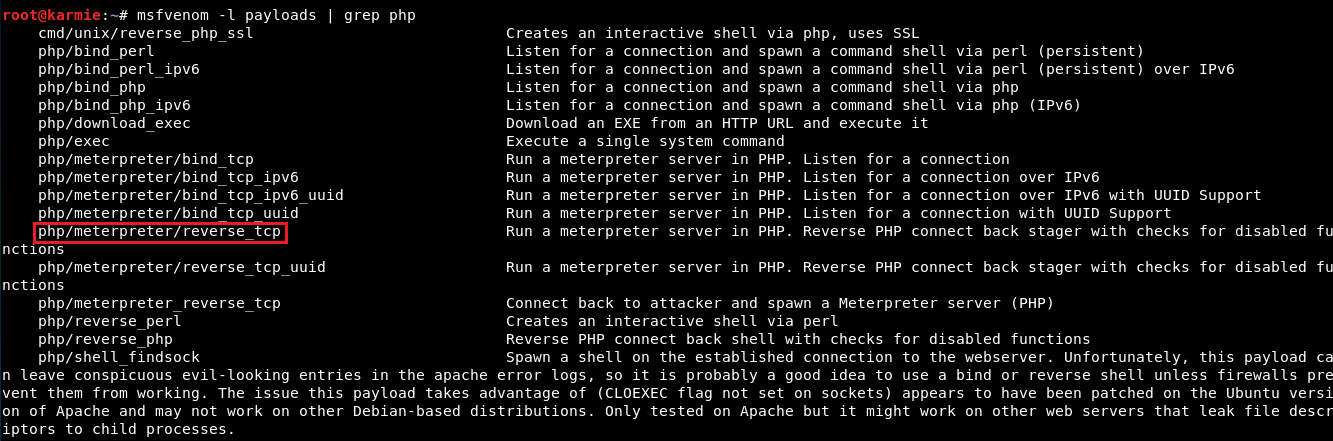 root@karmie:~# msfvenom -l payloads | grep php
cmd/unix/reverse_php_ssl Creates an interactive shell via php, uses SSL
php/bind_perl Listen for a connection and spawn a command shell via perl (persistent)
php/bind_perl_ipv6 Listen for a connection and spawn a command shell via perl (persistent) over IPv6
php/bind_php Listen for a connection and spawn a command shell via php
php/bind_php_ipv6 Listen for a connection and spawn a command shell via php (IPv6)
php/download_exec Download an EXE from an HTTP URL and execute it
php/exec Execute a single system command
php/meterpreter/bind_tcp Run a meterpreter server in PHP. Listen for a connection
php/meterpreter/bind_tcp_ipv6 Run a meterpreter server in PHP. Listen for a connection over IPv6
php/meterpreter/bind_tcp_ipv6_uuid Run a meterpreter server in PHP. Listen for a connection over IPv6 with UUID Support
php/meterpreter/bind_tcp_uuid Run a meterpreter server in PHP. Listen for a connection with UUID Support
php/meterpreter/reverse_tcp Run a meterpreter server in PHP. Reverse PHP connect back stager with checks for disabled fu
nctions
php/meterpreter/reverse_tcp_uuid Run a meterpreter server in PHP. Reverse PHP connect back stager with checks for disabled fu
nctions
php/meterpreter_reverse_tcp Connect back to attacker and spawn a Meterpreter server (PHP)
php/reverse_perl Creates an interactive shell via perl
php/reverse_php Reverse PHP connect back shell with checks for disabled functions
php/shell_findsock Spawn a shell on the established connection to the webserver. Unfortunately, this payload ca
n leave conspicuous evil-looking entries in the apache error logs, so it is probably a good idea to use a bind or reverse shell unless firewalls pre
vent them from working. The issue this payload takes advantage of (CLOEXEC flag not set on sockets) appears to have been patched on the Ubuntu versi
on of Apache and may not work on other Debian-based distributions. Only tested on Apache but it might work on other web servers that leak file descr
iptors to child processes.